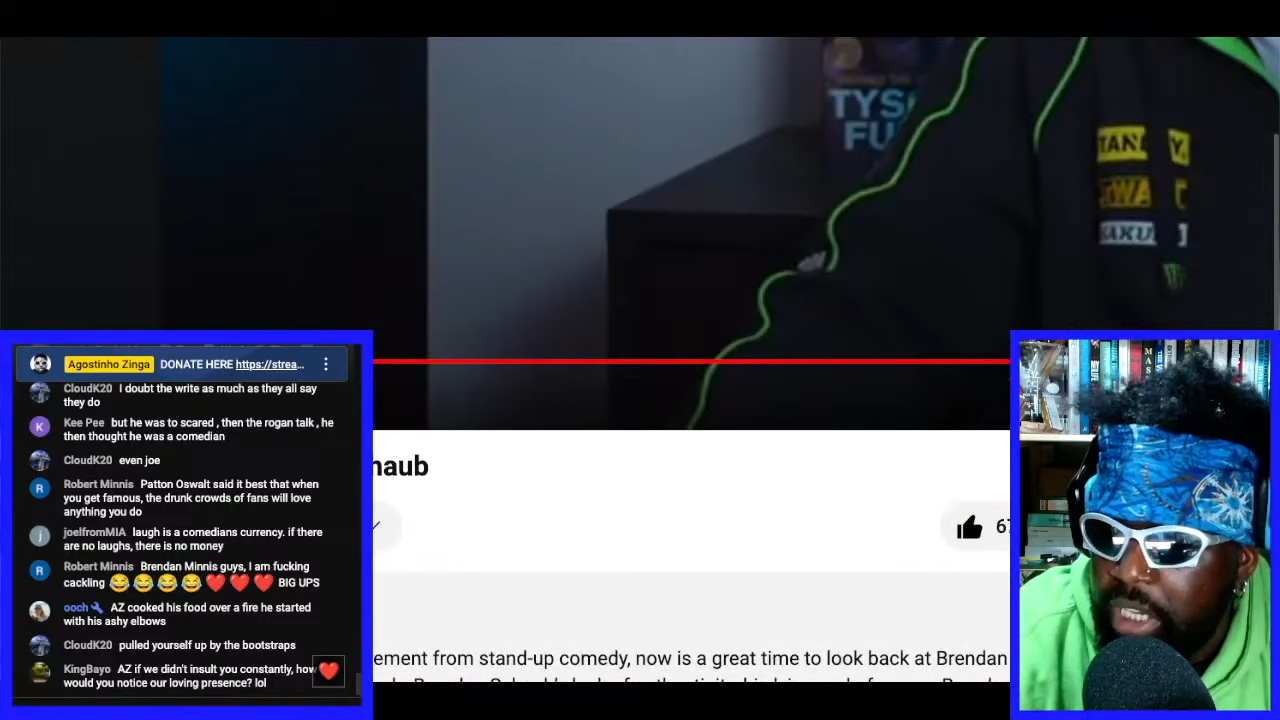 TYS
FU
TAN
SAKU
Agostinho Zinga DONATE HERE https://strea...
CloudK20 I doubt the write as much as they all say
they do
Kee Pee but he was to scared , then the rogan talk , he
then thought he was a comedian
CloudK20 even joe
Robert Minnis Patton Oswalt said it best that when
you get famous, the drunk crowds of fans will love
anything you do
joelfromMIA laugh is a comedians currency. if there
are no laughs, there is no money
Robert Minnis Brendan Minnis guys, I am fucking
cackling 😂😂😂😂❤️❤️❤️ BIG UPS
ooch🔧 AZ cooked his food over a fire he started
with his ashy elbows
CloudK20 pulled yourself up by the bootstraps
KingBayo AZ if we didn't insult you constantly, how
would you notice our loving presence? lol
naub
67
ement from stand-up comedy, now is a great time to look back at Brendan